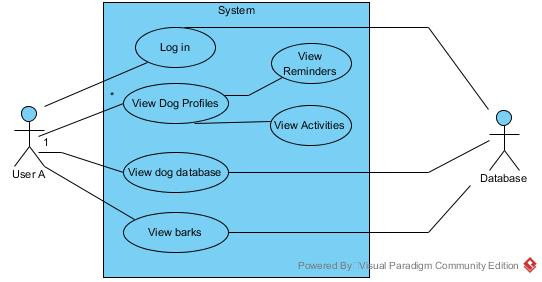 System
Log in
View
Reminders
*
View Dog Profiles
View Activities
1
User A
View dog database
Database
View barks
Powered By Visual Paradigm Community Edition